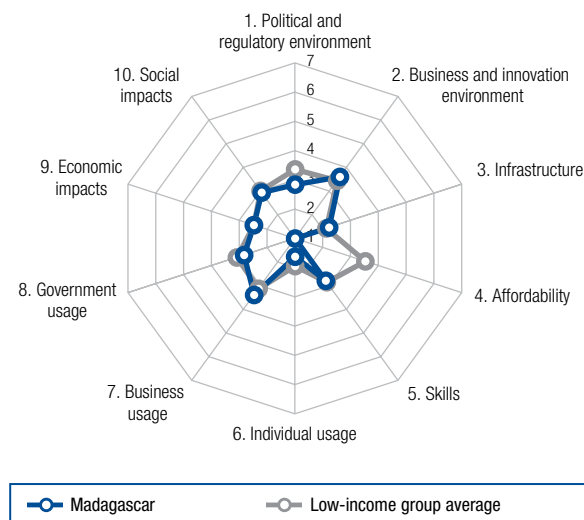 1. Political and
regulatory environment
10. Social
impacts
2. Business and innovation
environment
9. Economic
impacts
3. Infrastructure
8. Government
usage
4. Affordability
7. Business
usage
5. Skills
6. Individual usage
7
6
5
4
3
2
1
Madagascar
Low-income group average